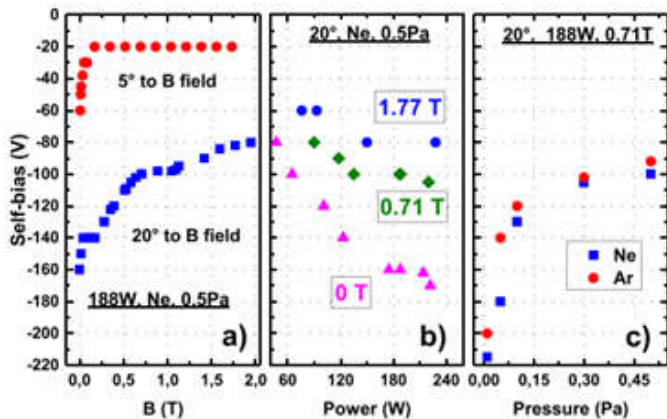 20°, Ne, 0.5Pa
20°, 188W, 0.71T
0
-20
-40
-60
-80
-100
-120
-140
-160
-180
-200
-220
Self-bias (V)
5° to B field
20° to B field
188W, Ne, 0.5Pa
a)
0,0
0,5
1,0
1,5
2,0
B (T)
1.77 T
0.71 T
0 T
b)
60
120
180
240
Power (W)
Ne
Ar
c)
0,00
0,15
0,30
0,45
Pressure (Pa)